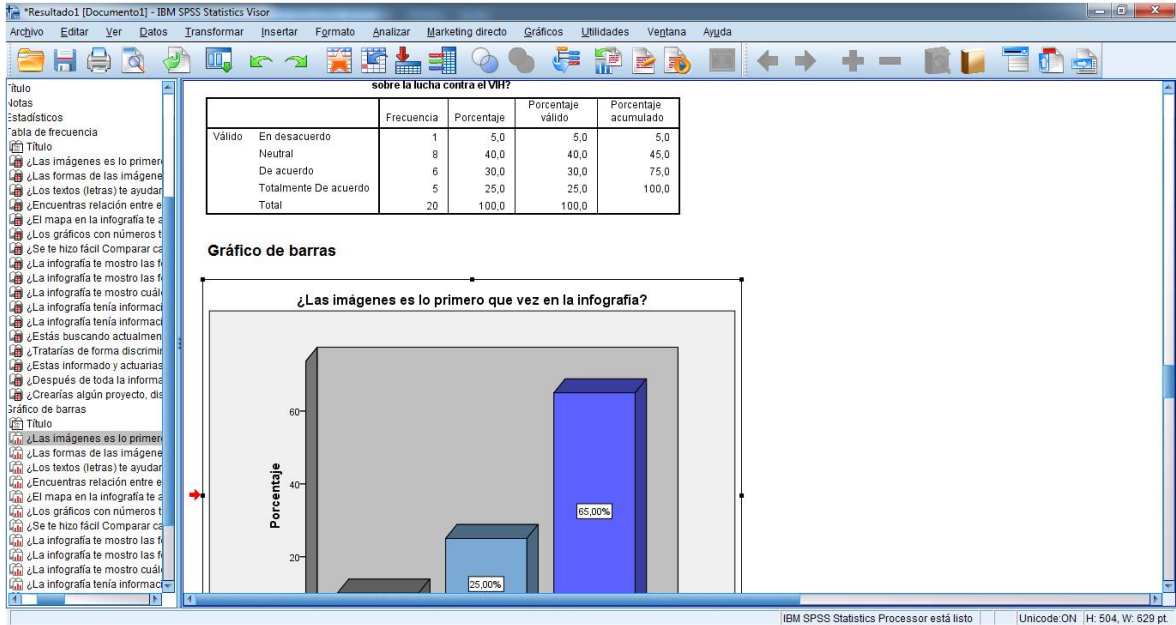 *Resultado1 [Documento1] - IBM SPSS Statistics Visor
Archivo Editar Ver Datos Transformar Insertar Formato Analizar Marketing directo Gráficos Utilidades Ventana Ayuda
Título
Notas
Estadísticos
Tabla de frecuencia
Título
¿Las imágenes es lo primer
¿Las formas de las imágene
¿Los textos (letras) te ayudar
¿Encuentras relación entre e
¿El mapa en la infografía te a
¿Los gráficos con números t
¿Se te hizo fácil Comparar ca
¿La infografía te mostro las f
¿La infografía te mostro las f
¿La infografía te mostro cuál
¿La infografía tenía informaci
¿La infografía tenía informaci
¿Estás buscando actualmen
¿Tratarías de forma discrimin
¿Estas informado y actuarias
¿Después de toda la informa
¿Crearías algún proyecto, dis
Gráfico de barras
Título
¿Las imágenes es lo primer
¿Las formas de las imágene
¿Los textos (letras) te ayudar
¿Encuentras relación entre e
¿El mapa en la infografía te a
¿Los gráficos con números t
¿Se te hizo fácil Comparar ca
¿La infografía te mostro las f
¿La infografía te mostro las f
¿La infografía te mostro cuál
¿La infografía tenía informaci
sobre la lucha contra el VIH?
Frecuencia Porcentaje Porcentaje válido Porcentaje acumulado
Válido En desacuerdo 1 5,0 5,0 5,0
Neutral 8 40,0 40,0 45,0
De acuerdo 6 30,0 30,0 75,0
Totalmente De acuerdo 5 25,0 25,0 100,0
Total 20 100,0 100,0
Gráfico de barras
¿Las imágenes es lo primero que vez en la infografía?
Porcentaje
60
40
20
65,00%
25,00%
IBM SPSS Statistics Processor está listo Unicode:ON H: 504, W: 629 pt